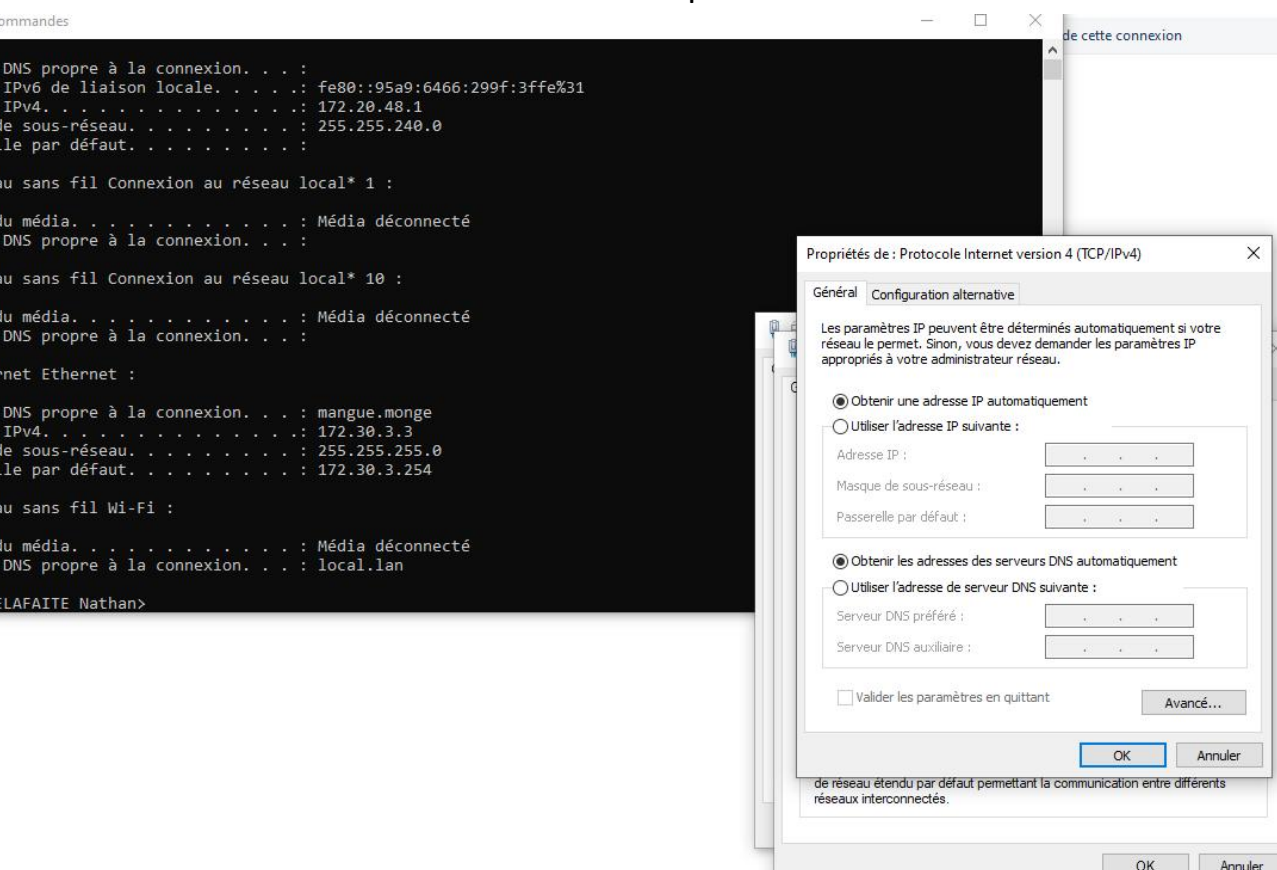 ommandes
DNS propre à la connexion. . . :
IPv6 de liaison locale. . . . .: fe80::95a9:6466:299f:3ffe%31
IPv4. . . . . . . . . . . . . .: 172.20.48.1
de sous-réseau. . . . . . . . . : 255.255.240.0
lle par défaut. . . . . . . . . :
au sans fil Connexion au réseau local* 1 :
du média. . . . . . . . . . . . : Média déconnecté
DNS propre à la connexion. . . :
au sans fil Connexion au réseau local* 10 :
du média. . . . . . . . . . . . : Média déconnecté
DNS propre à la connexion. . . :
rnet Ethernet :
DNS propre à la connexion. . . : mangue.monge
IPv4. . . . . . . . . . . . . .: 172.30.3.3
de sous-réseau. . . . . . . . . : 255.255.255.0
lle par défaut. . . . . . . . . : 172.30.3.254
au sans fil Wi-Fi :
du média. . . . . . . . . . . . : Média déconnecté
DNS propre à la connexion. . . : local.lan
ELAFAITE Nathan>
de cette connexion
Propriétés de : Protocole Internet version 4 (TCP/IPv4)
Général Configuration alternative
Les paramètres IP peuvent être déterminés automatiquement si votre
réseau le permet. Sinon, vous devez demander les paramètres IP
appropriés à votre administrateur réseau.
Obtenir une adresse IP automatiquement
Utiliser l'adresse IP suivante :
Adresse IP :
Masque de sous-réseau :
Passerelle par défaut :
Obtenir les adresses des serveurs DNS automatiquement
Utiliser l'adresse de serveur DNS suivante :
Serveur DNS préféré :
Serveur DNS auxiliaire :
Valider les paramètres en quittant
Avancé...
OK Annuler
de réseau étendu par défaut permettant la communication entre différents
réseaux interconnectés.
OK Annuler